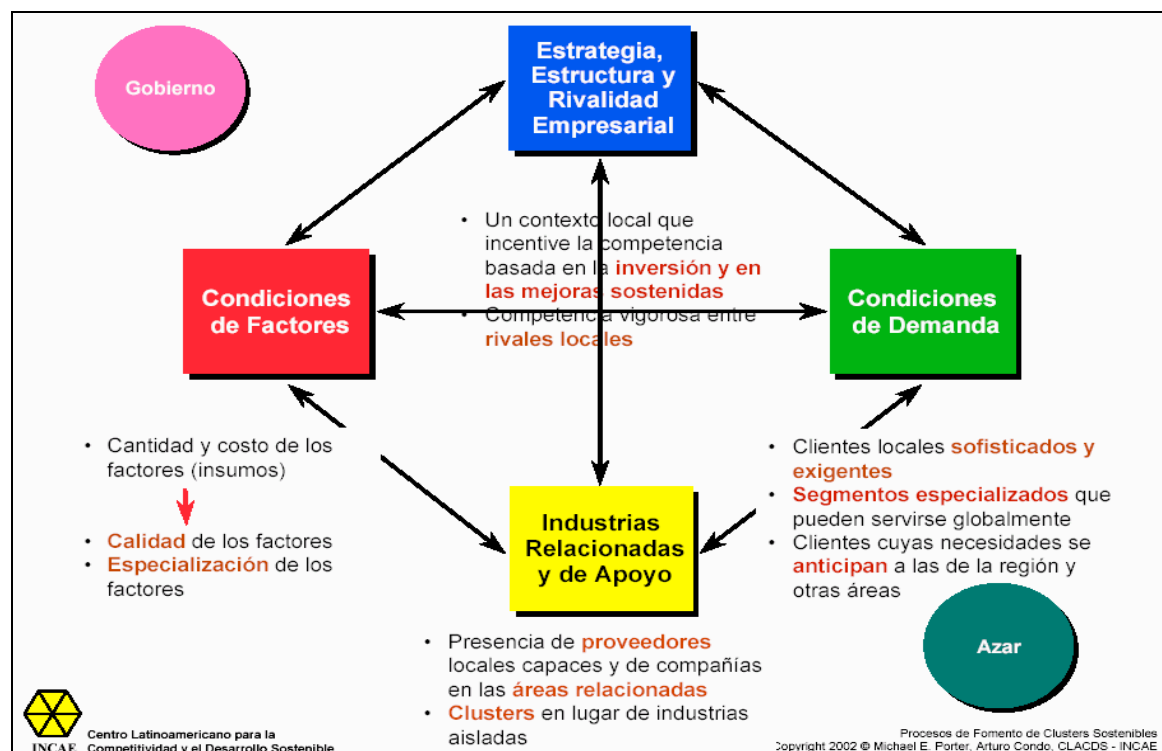 Gobierno
Estrategia,
Estructura y
Rivalidad
Empresarial
• Un contexto local que
incentive la competencia
basada en la inversión y en
las mejoras sostenidas
• Competencia vigorosa entre
rivales locales
Condiciones
de Factores
Condiciones
de Demanda
• Cantidad y costo de los
factores (insumos)
• Calidad de los factores
• Especialización de los
factores
Industrias
Relacionadas
y de Apoyo
• Clientes locales sofisticados y
exigentes
• Segmentos especializados que
pueden servirse globalmente
• Clientes cuyas necesidades se
anticipan a las de la región y
otras áreas
• Presencia de proveedores
locales capaces y de compañías
en las áreas relacionadas
• Clusters en lugar de industrias
aisladas
Azar
INCAE
Centro Latinoamericano para la
Competitividad y el Desarrollo Sostenible
Procesos de Fomento de Clusters Sostenibles
Copyright 2002 © Michael E. Porter, Arturo Condo, CLACDS - INCAE